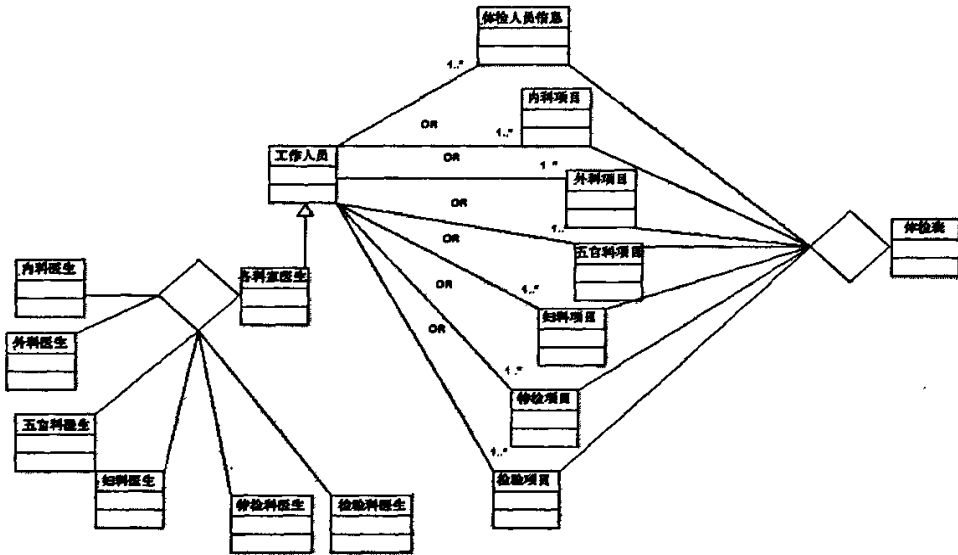 体检人员信息
1..*
内科项目
OR
1..*
工作人员
OR
1..*
外科项目
OR
1..
体检表
OR
五官科项目
内科医生
各科室医生
OR
1..*
妇科项目
OR
外科医生
1..*
特检项目
五官科医生
1..*
妇科医生
检验项目
特检科医生
检验科医生